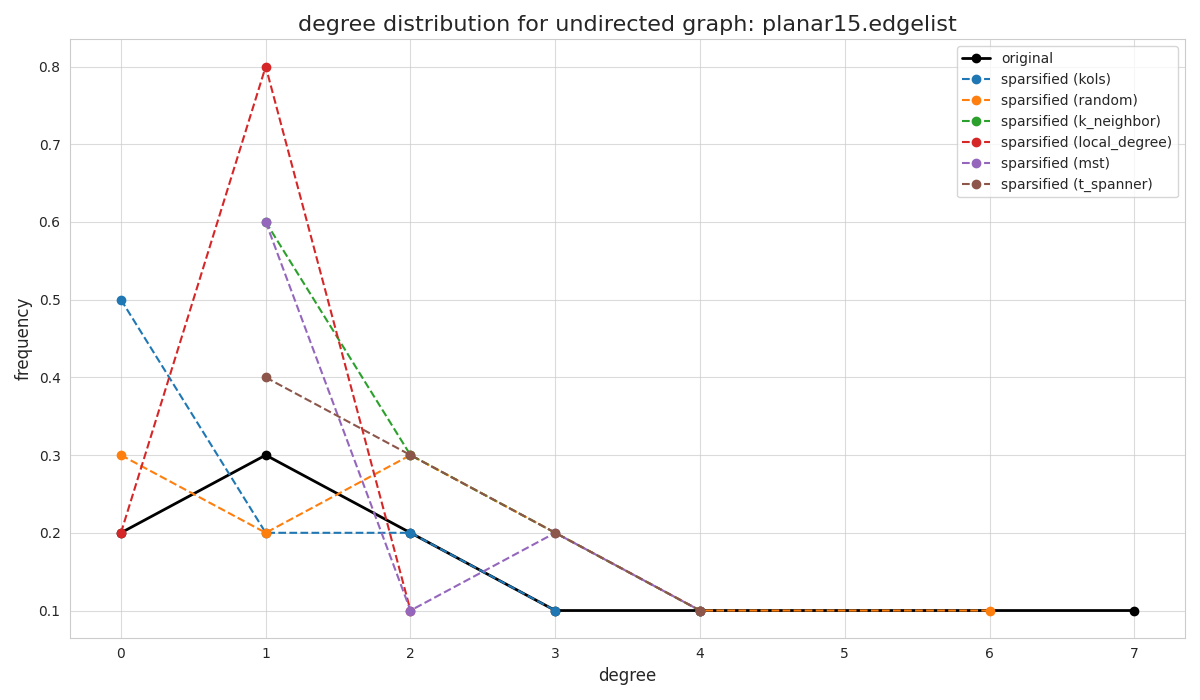 degree distribution for undirected graph: planar15.edgelist
original
sparsified (kols)
sparsified (random)
sparsified (k_neighbor)
sparsified (local_degree)
sparsified (mst)
sparsified (t_spanner)
frequency
0.8
0.7
0.6
0.5
0.4
0.3
0.2
0.1
0 1 2 3 4 5 6 7
degree